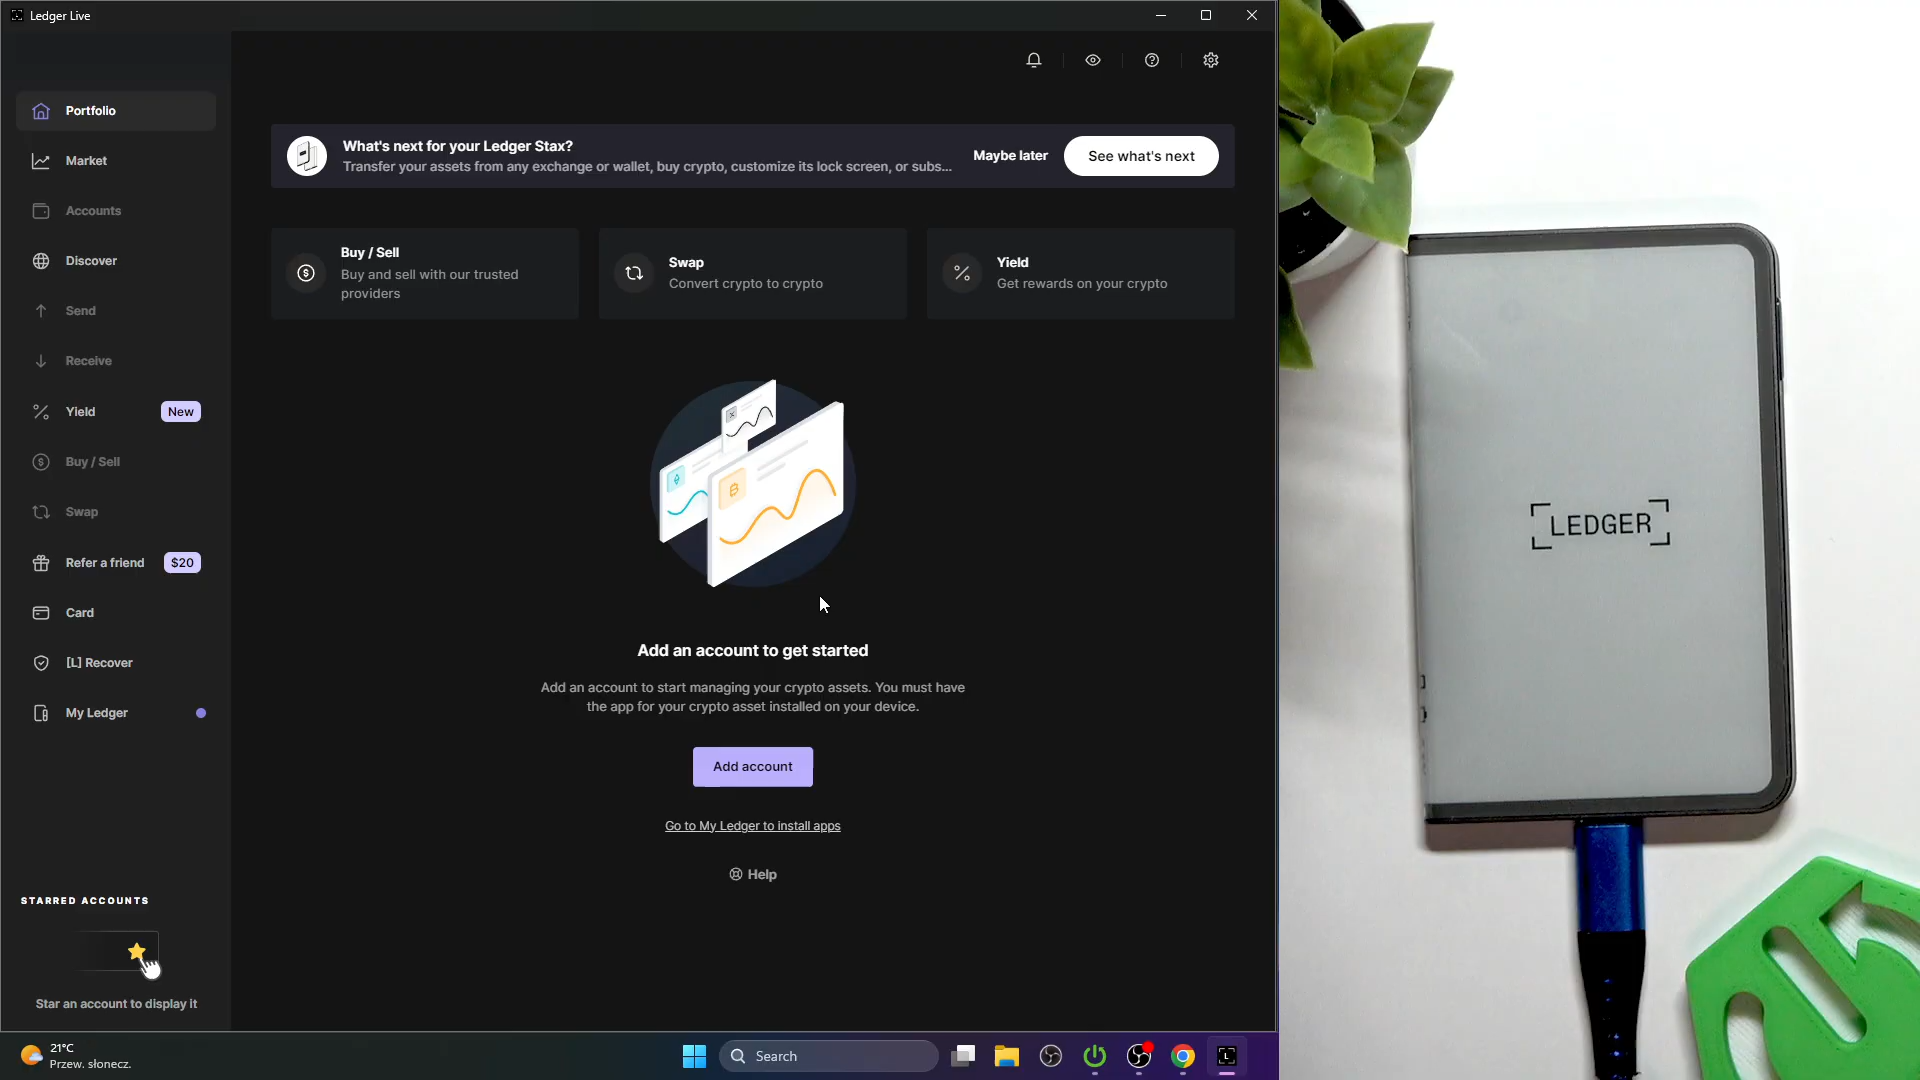 Ledger Live
Portfolio
Market
Accounts
Discover
Send
Receive
Yield New
Buy / Sell
Swap
Refer a friend $20
Card
[L] Recover
My Ledger
STARRED ACCOUNTS
Star an account to display it
What's next for your Ledger Stax?
Transfer your assets from any exchange or wallet, buy crypto, customize its lock screen, or subs...
Maybe later
See what's next
Buy / Sell
Buy and sell with our trusted
providers
Swap
Convert crypto to crypto
Yield
Get rewards on your crypto
Add an account to get started
Add an account to start managing your crypto assets. You must have
the app for your crypto asset installed on your device.
Add account
Go to My Ledger to install apps
Help
21°C
Przew. słonecz.
Search
LEDGER